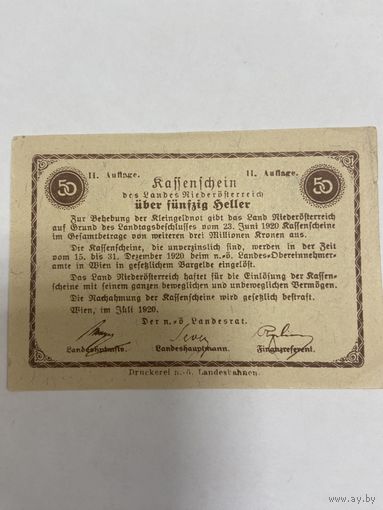 50 II. Auflage. II. Auflage. 50
Kassenschein
des Landes Niederösterreich
über fünfzig Heller
Zur Behebung der Kleingeldnot gibt das Land Niederösterreich
auf Grund des Landtagsbeschlusses vom 23. Juni 1920 Kassenscheine
im Gesamtbetrage von weiteren drei Millionen Kronen aus.
Die Kassenscheine, die unverzinslich sind, werden in der Zeit
vom 15. bis 31. Dezember 1920 beim n.-ö. Landes-Obereinnehmer-
amte in Wien in gesetzlichem Bargelde eingelöst.
Das Land Niederösterreich haftet für die Einlösung der Kassen-
scheine mit seinem ganzen beweglichen und unbeweglichen Vermögen.
Die Nachahmung der Kassenscheine wird gesetzlich bestraft.
Wien, im Juli 1920.
Der n.-ö Landesrat.
Landeshauptmann. Finanzreferent.
Druckerei n.-ö. Landesbahnen.
ay.by